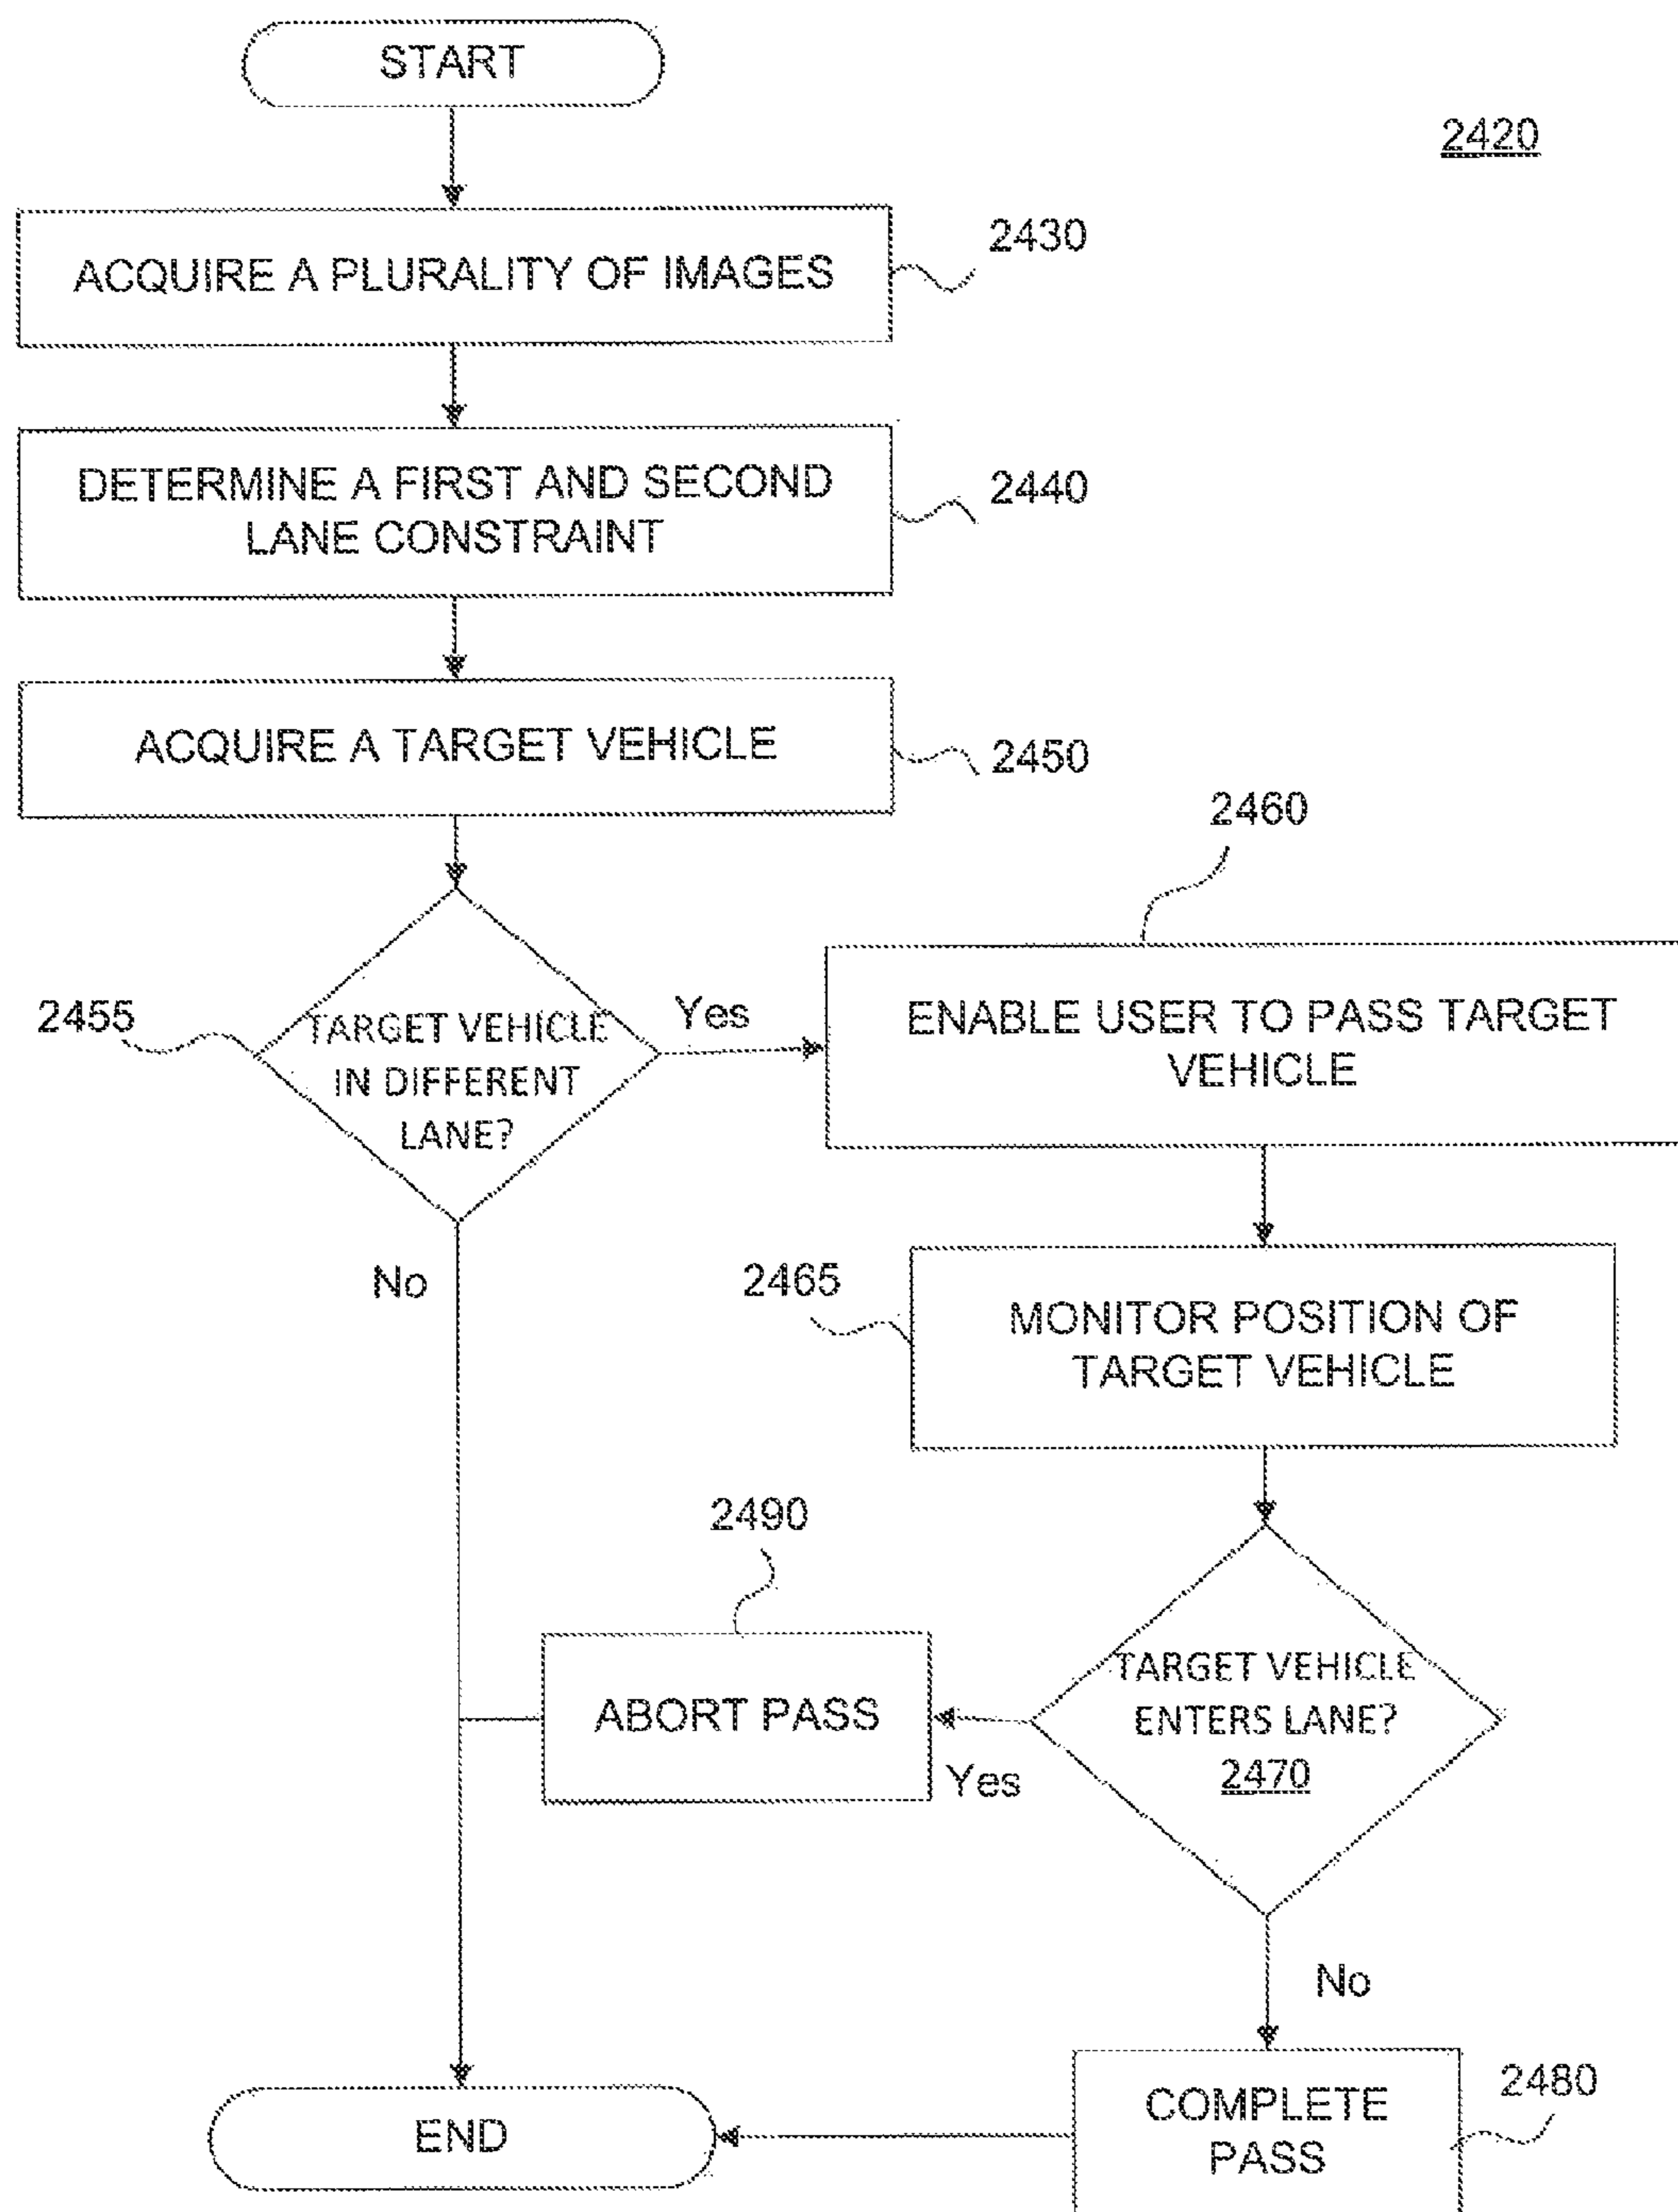 START
2420
ACQUIRE A PLURALITY OF IMAGES
2430
DETERMINE A FIRST AND SECOND
LANE CONSTRAINT
2440
ACQUIRE A TARGET VEHICLE
2450
2460
2455
TARGET VEHICLE
IN DIFFERENT
LANE?
Yes
ENABLE USER TO PASS TARGET
VEHICLE
No
2465
MONITOR POSITION OF
TARGET VEHICLE
2490
ABORT PASS
Yes
TARGET VEHICLE
ENTERS LANE?
2470
No
COMPLETE
PASS
2480
END